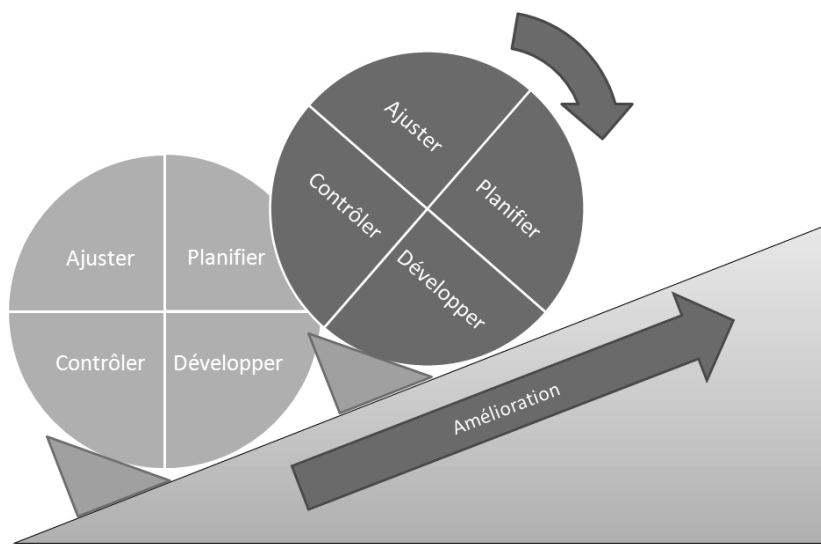 Ajuster
Planifier
Contrôler
Développer
Ajuster
Planifier
Contrôler
Développer
Amélioration